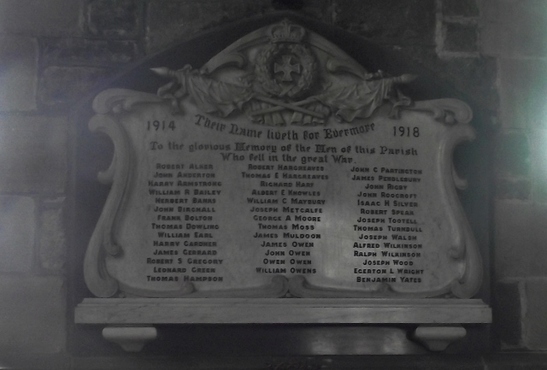 1914 Their Name liveth for Evermore 1918
To the glorious Memory of the Men of this Parish
Who fell in the great War
Robert Alker
John Anderton
Harry Armstrong
William R Bailey
Herbert Banks
John Birchall
Frank Bolton
Thomas Dowling
William Earl
Harry Gardner
James Gerrard
Robert S Gregory
Leonard Green
Thomas Hampson
Robert Hargreaves
Thomas E Hargreaves
Richard Hart
Albert E Knowles
William C Maybury
Joseph Metcalfe
George A Moore
Thomas Moss
James Muldoon
James Owen
John Owen
Owen Owen
William Owens
John C Partington
James Pendlebury
John Rigby
John Roscroft
Isaac H Silver
Robert Speak
Joseph Tootell
Thomas Turnbull
Joseph Walsh
Alfred Wilkinson
Ralph Wilkinson
Joseph Wood
Egerton L Wright
Benjamin Yates